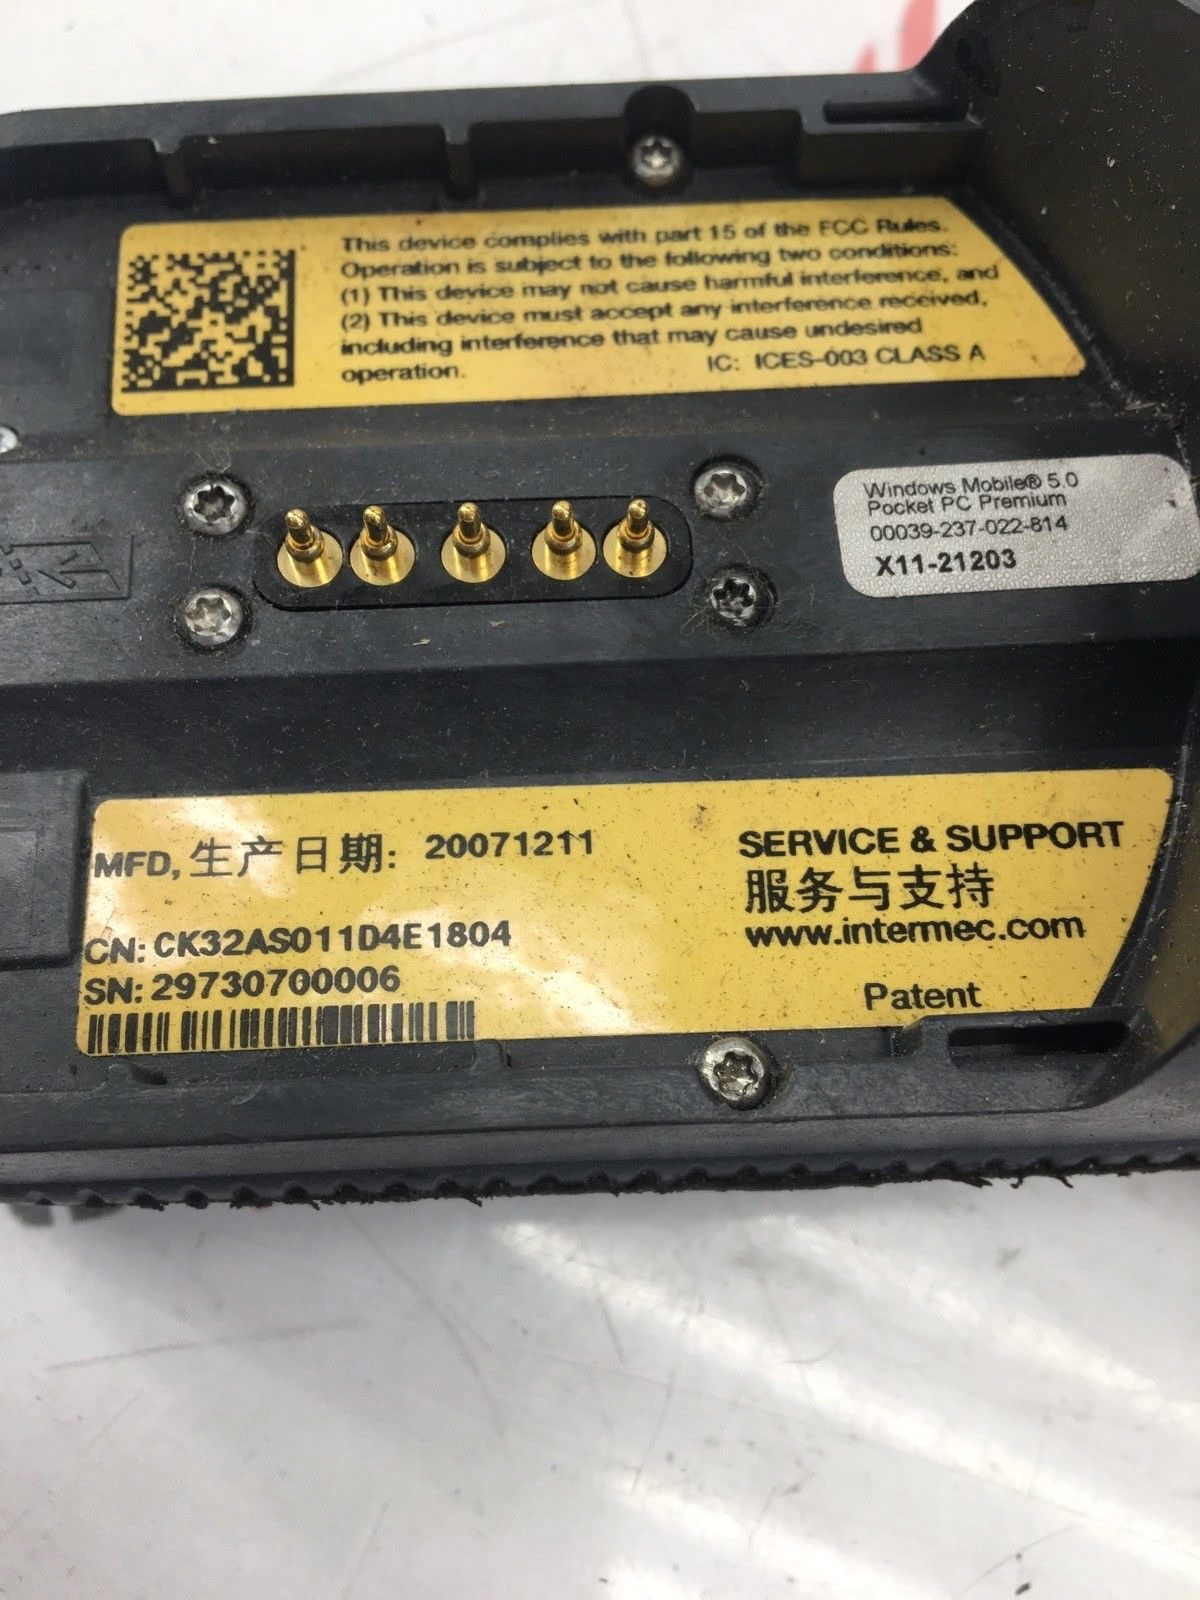 This device complies with part 15 of the FCC Rules.
Operation is subject to the following two conditions:
(1) This device may not cause harmful interference, and
(2) This device must accept any interference received,
including interference that may cause undesired
operation.
IC: ICES-003 CLASS A
Windows Mobile® 5.0
Pocket PC Premium
00039-237-022-814
X11-21203
MFD, 生产日期: 20071211
CN: CK32AS011D4E1804
SN: 29730700006
SERVICE & SUPPORT
服务与支持
www.intermec.com
Patent